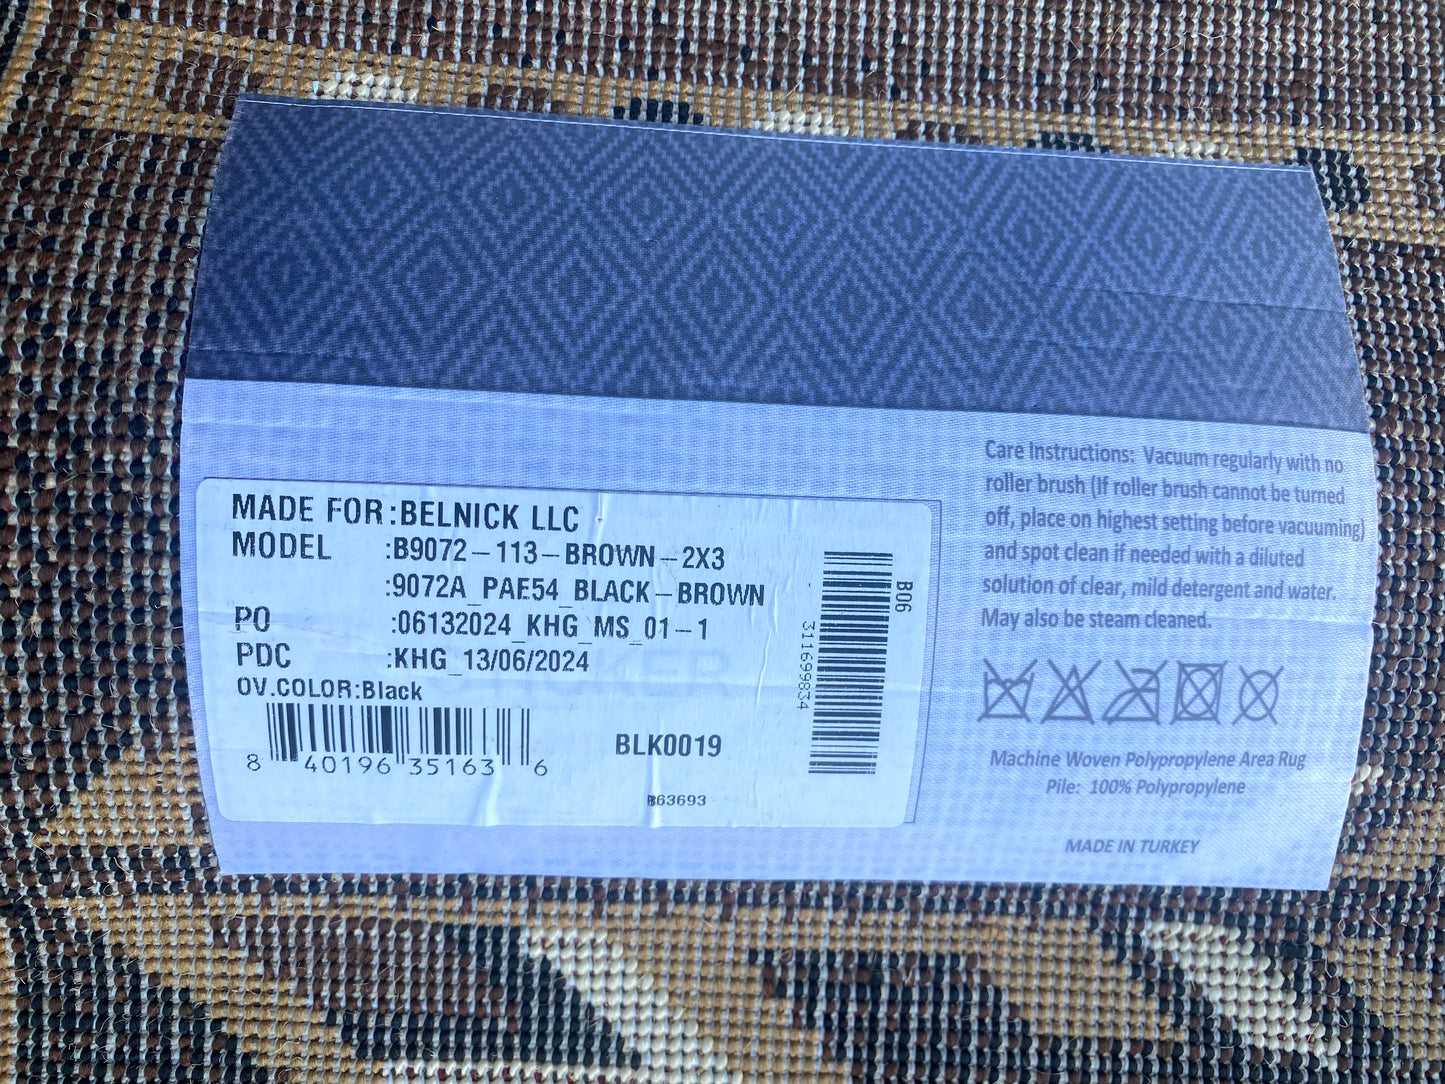 MADE FOR:BELNICK LLC
MODEL :B9072-113-BROWN-2X3
:9072A_PAE54_BLACK-BROWN
PO :06132024_KHG_MS_01-1
PDC :KHG_13/06/2024
OV.COLOR:Black
8 40196 35163 6
BLK0019
B63693
B06
311699834
Care Instructions: Vacuum regularly with no
roller brush (If roller brush cannot be turned
off, place on highest setting before vacuuming)
and spot clean if needed with a diluted
solution of clear, mild detergent and water.
May also be steam cleaned.
Machine Woven Polypropylene Area Rug
Pile: 100% Polypropylene
MADE IN TURKEY